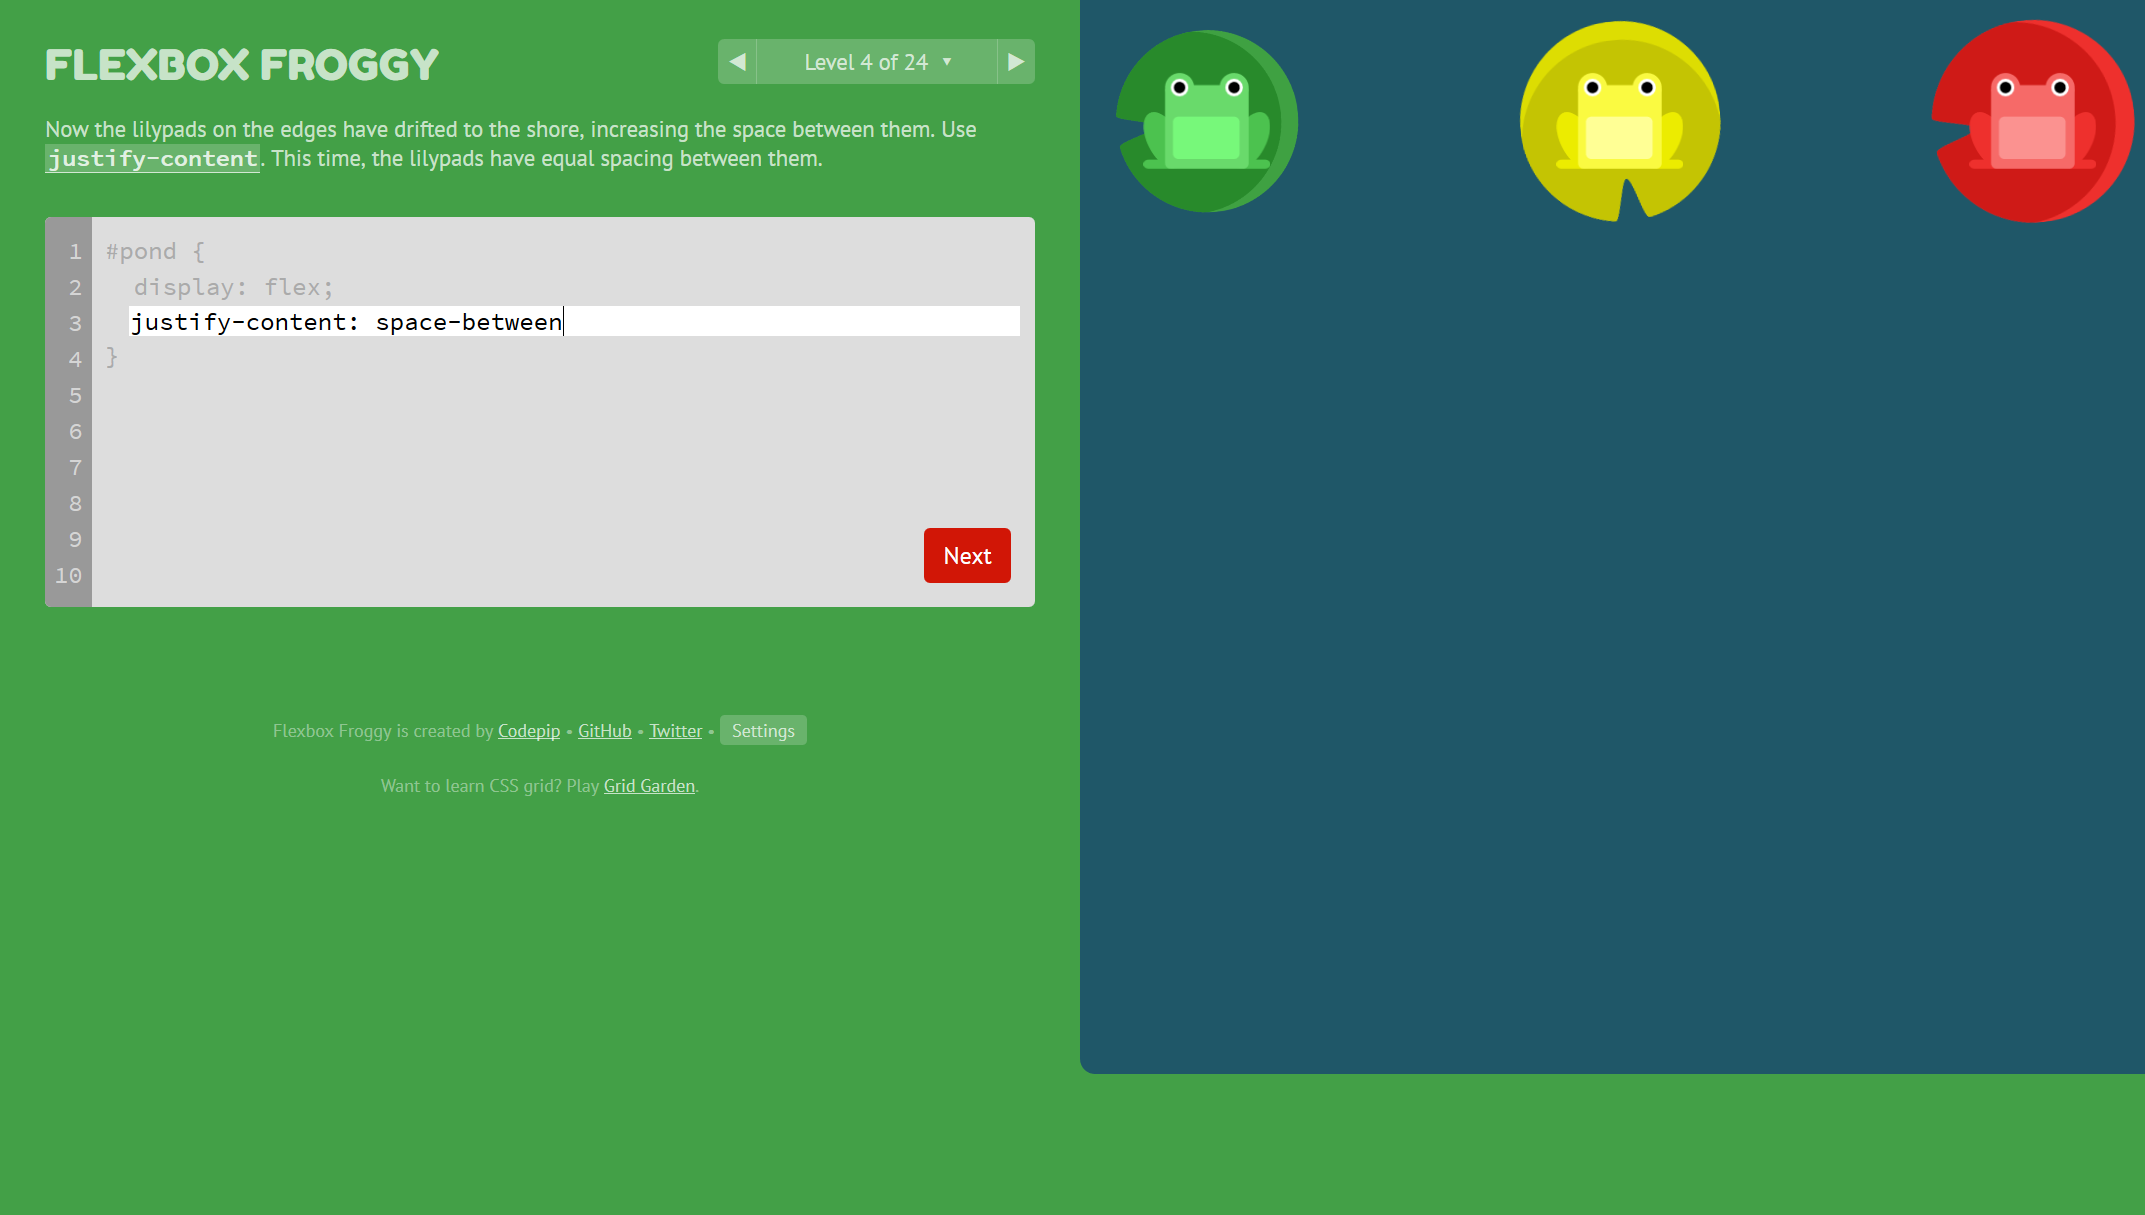 FLEXBOX FROGGY
◀ Level 4 of 24 ▼ ▶
Now the lilypads on the edges have drifted to the shore, increasing the space between them. Use
justify-content. This time, the lilypads have equal spacing between them.
1 #pond {
2 display: flex;
3 justify-content: space-between
4 }
5
6
7
8
9
10
Next
Flexbox Froggy is created by Codepip • GitHub • Twitter • Settings
Want to learn CSS grid? Play Grid Garden.